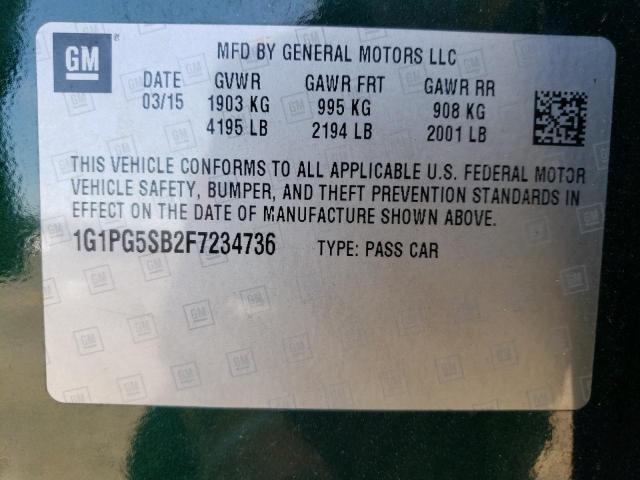 GM
MFD BY GENERAL MOTORS LLC
DATE GVWR GAWR FRT GAWR RR
03/15 1903 KG 995 KG 908 KG
4195 LB 2194 LB 2001 LB
THIS VEHICLE CONFORMS TO ALL APPLICABLE U.S. FEDERAL MOTOR
VEHICLE SAFETY, BUMPER, AND THEFT PREVENTION STANDARDS IN
EFFECT ON THE DATE OF MANUFACTURE SHOWN ABOVE.
1G1PG5SB2F7234736 TYPE: PASS CAR